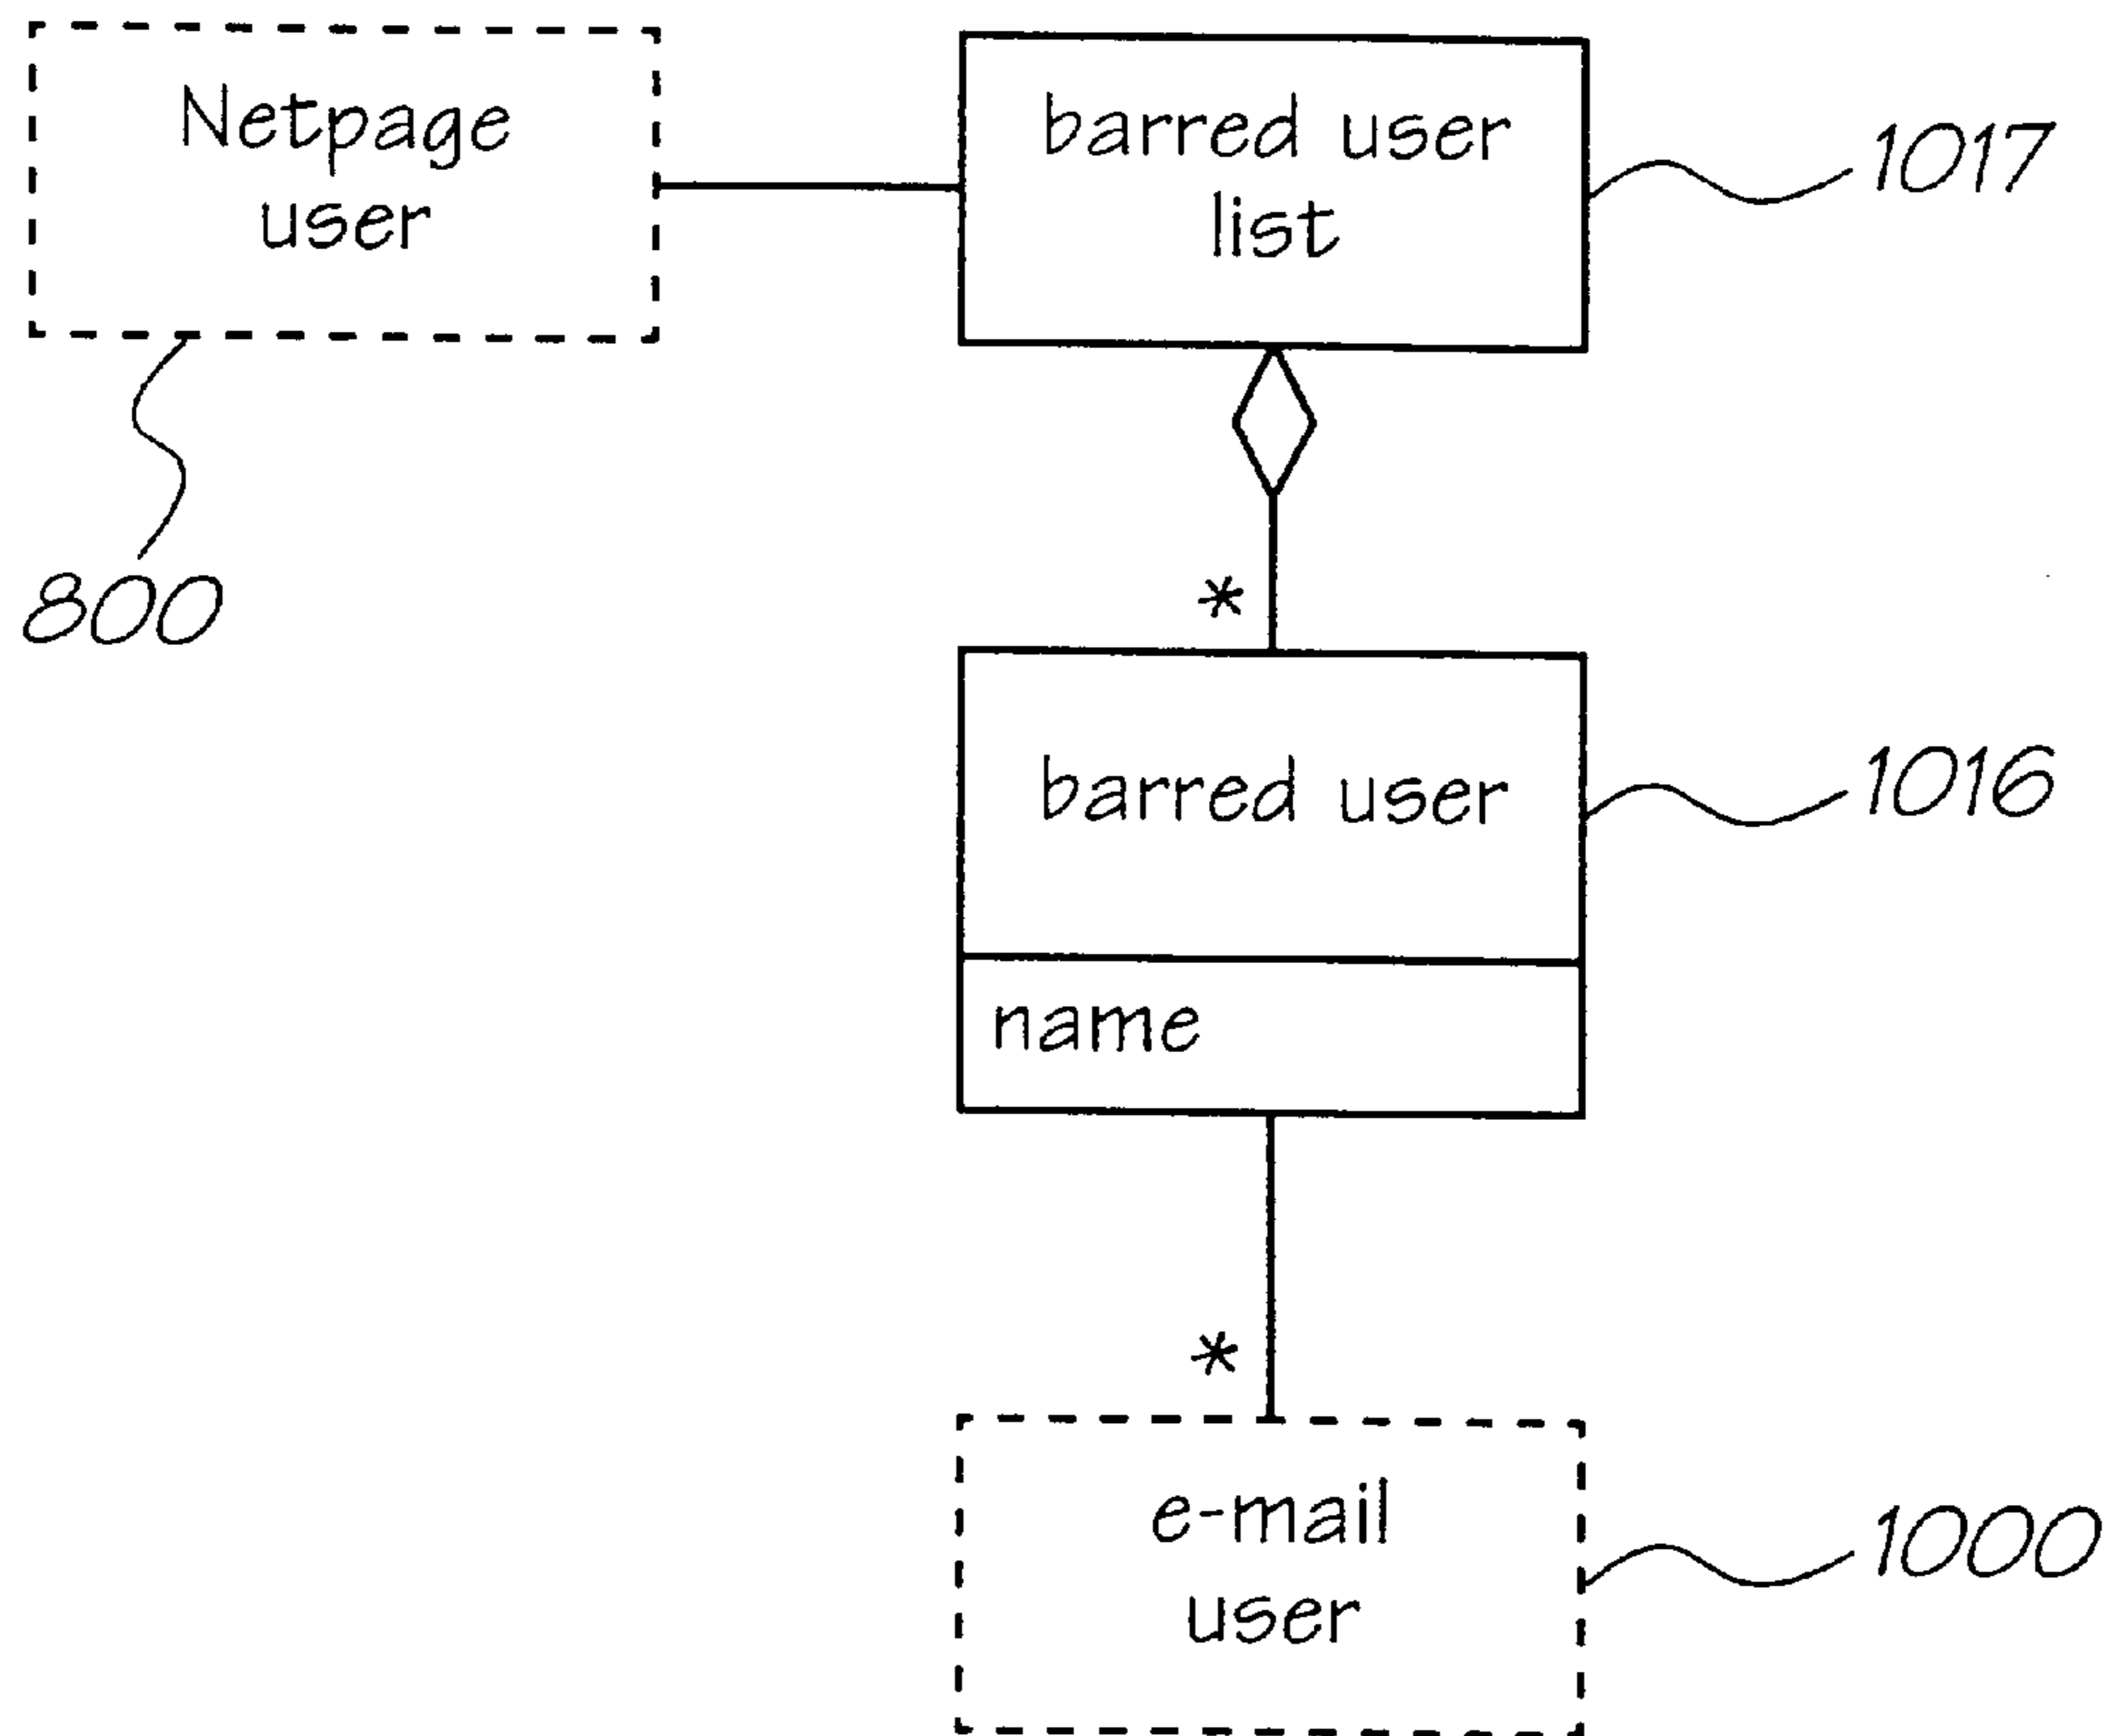 Netpage
user
barred user
list
1017
800
*
barred user
1016
name
*
e-mail
user
1000